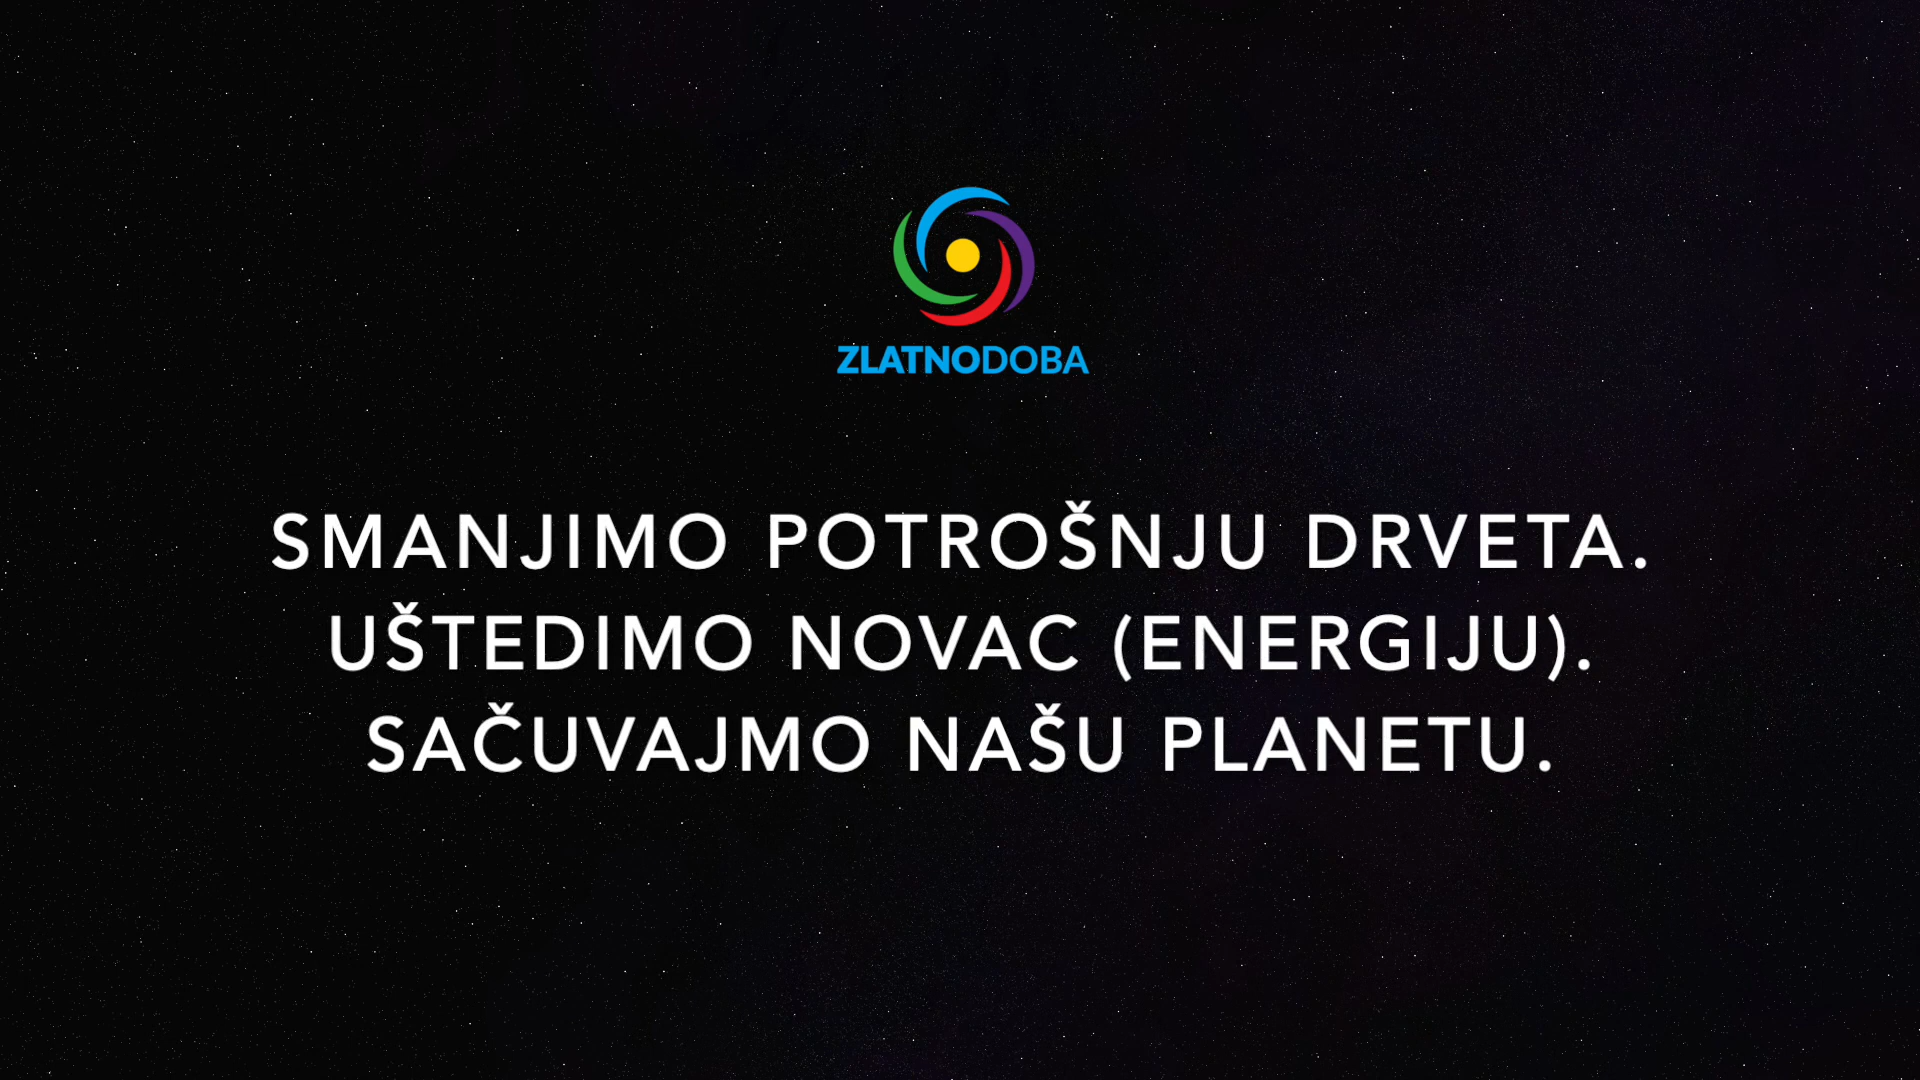 ZLATNODOBA
SMANJIMO POTROŠNJU DRVETA.
UŠTEDIMO NOVAC (ENERGIJU).
SAČUVAJMO NAŠU PLANETU.